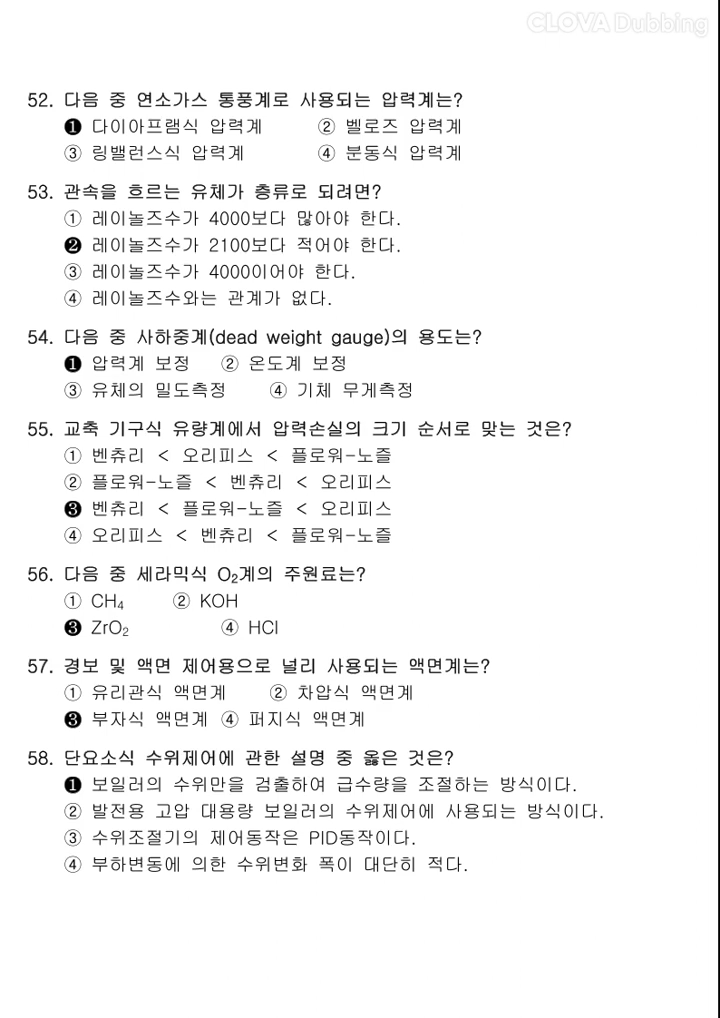 CLOVA Dubbing
52. 다음 중 연소가스 통풍계로 사용되는 압력계는?
❶ 다이아프램식 압력계 ② 벨로즈 압력계
③ 링밸런스식 압력계 ④ 분동식 압력계
53. 관속을 흐르는 유체가 층류로 되려면?
① 레이놀즈수가 4000보다 많아야 한다.
❷ 레이놀즈수가 2100보다 적어야 한다.
③ 레이놀즈수가 4000이어야 한다.
④ 레이놀즈수와는 관계가 없다.
54. 다음 중 사하중계(dead weight gauge)의 용도는?
❶ 압력계 보정 ② 온도계 보정
③ 유체의 밀도측정 ④ 기체 무게측정
55. 교축 기구식 유량계에서 압력손실의 크기 순서로 맞는 것은?
① 벤츄리 < 오리피스 < 플로워-노즐
② 플로워-노즐 < 벤츄리 < 오리피스
❸ 벤츄리 < 플로워-노즐 < 오리피스
④ 오리피스 < 벤츄리 < 플로워-노즐
56. 다음 중 세라믹식 O₂계의 주원료는?
① CH₄ ② KOH
❸ ZrO₂ ④ HCl
57. 경보 및 액면 제어용으로 널리 사용되는 액면계는?
① 유리관식 액면계 ② 차압식 액면계
❸ 부자식 액면계 ④ 퍼지식 액면계
58. 단요소식 수위제어에 관한 설명 중 옳은 것은?
❶ 보일러의 수위만을 검출하여 급수량을 조절하는 방식이다.
② 발전용 고압 대용량 보일러의 수위제어에 사용되는 방식이다.
③ 수위조절기의 제어동작은 PID동작이다.
④ 부하변동에 의한 수위변화 폭이 대단히 적다.